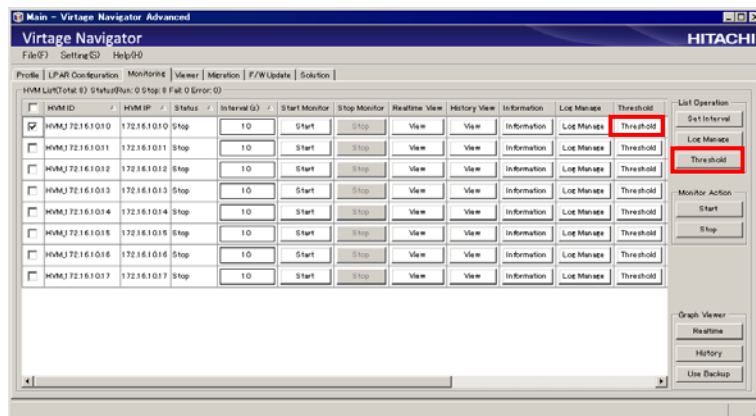 Main - Virtage Navigator Advanced
Virtage Navigator HITACHI
File(F) Setting(S) Help(H)
Profile LPAR Configuration Monitoring Viewer Migration F/W Update Solution
HVM List(Total: 8) Status(Run: 0 Stop: 8 Fail: 0 Error: 0)
HVM ID HVM IP Status Interval (s) Start Monitor Stop Monitor Realtime View History View Information Log Manage Threshold
HVM_172.16.10.10 172.16.10.10 Stop 10 Start Stop View View Information Log Manage Threshold
HVM_172.16.10.11 172.16.10.11 Stop 10 Start Stop View View Information Log Manage Threshold
HVM_172.16.10.12 172.16.10.12 Stop 10 Start Stop View View Information Log Manage Threshold
HVM_172.16.10.13 172.16.10.13 Stop 10 Start Stop View View Information Log Manage Threshold
HVM_172.16.10.14 172.16.10.14 Stop 10 Start Stop View View Information Log Manage Threshold
HVM_172.16.10.15 172.16.10.15 Stop 10 Start Stop View View Information Log Manage Threshold
HVM_172.16.10.16 172.16.10.16 Stop 10 Start Stop View View Information Log Manage Threshold
HVM_172.16.10.17 172.16.10.17 Stop 10 Start Stop View View Information Log Manage Threshold
List Operation
Set Interval
Log Manage
Threshold
Monitor Action
Start
Stop
Graph Viewer
Realtime
History
Use Backup